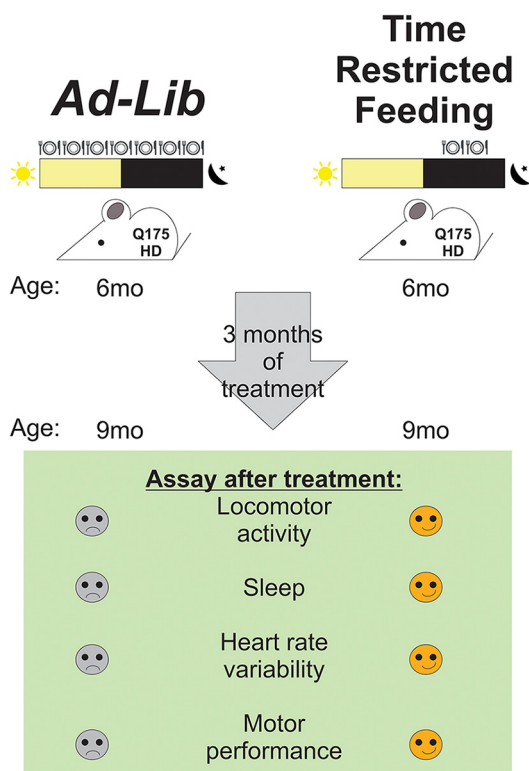 Ad-Lib
Time
Restricted
Feeding
Q175
HD
Q175
HD
Age: 6mo 6mo
3 months
of
treatment
Age: 9mo 9mo
Assay after treatment:
Locomotor
activity
Sleep
Heart rate
variability
Motor
performance